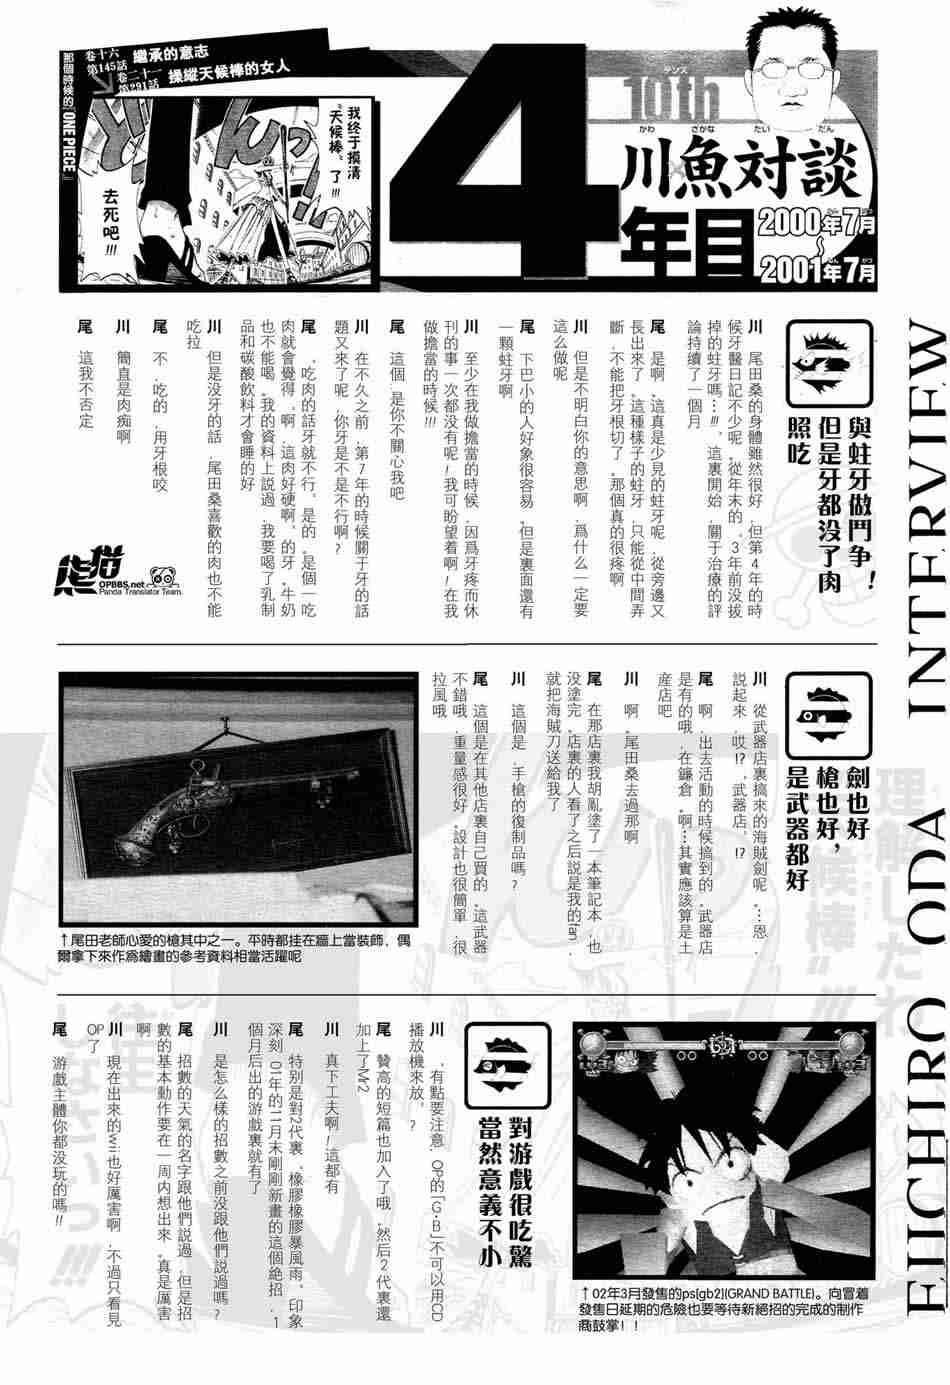 那個時候的『ONE PIECE』
卷十六
第145話
繼承的意志
卷二十一
第291話
操縱天候棒的女人
我终于摸清
“天候棒”了!!!
去死吧!!!
4
10th
テンス
川魚対談
かわ ざかな たい だん
年目
2000年7月
～
2001年7月
EIICHIRO ODA INTERVIEW
與蛀牙做鬥争!
但是牙都没了肉
照吃
川 尾田桑的身體雖然很好,但第4年的時
候牙醫日記不少呢。從年末的,3年前没拔
掉的蛀牙嗎…!!!,這裏開始,關于治療的評
論持續了一個月
尾 是啊,這真是少見的蛀牙呢,從旁邊又
長出來了。這種樣子的蛀牙,只能從中間弄
斷,不能把牙根切了。那個真的很疼啊
川 但是不明白你的意思啊,爲什么一定要
這么做呢
尾 下巴小的人好象很容易,但是裏面還有
一顆蛀牙啊
川 至少在我做擔當的時候,因爲牙疼而休
刊的事一次都没有呢!我可盼望着啊!在我
做擔當的時候!!!
尾 這個,是你不關心我吧
川 在不久之前,第7年的時候關于牙的話
題又來了呢,你牙是不是不行啊?
尾 ,吃肉的話牙就不行。是的,是個一吃
肉就會覺得,啊,這肉好硬啊。的牙。牛奶
也不能喝。我的資料上説過,我要喝了乳制
品和碳酸飲料才會睡的好
川 但是没牙的話,尾田桑喜歡的肉也不能
吃拉
尾 不,吃的,用牙根咬
川 簡直是肉痴啊
尾 這我不否定
熊猫
OPBBS.net
Panda Translator Team.
劍也好
槍也好,
是武器都好
川 從武器店裏搞來的海賊劍呢。…恩,
説起來,哎!?,武器店,!?
尾 啊,出去活動的時候搞到的。武器店
是有的哦,在鐮倉。啊…其實應該算是土
産店吧
川 啊。尾田桑去過那啊
尾 在那店裏我胡亂塗了一本筆記本,也
没塗完。店裏的人看了之后説是我的fan,
就把海賊刀送給我了
川 這個是,手槍的復制品嗎?
尾 這個是在其他店裏自己買的。這武器
不錯哦,重量感很好。設計也很簡單,很
拉風哦
↑尾田老師心愛的槍其中之一。平時都挂在牆上當裝師，偶
爾拿下來作爲繪畫的參考資料相當活躍呢
對游戲很吃驚
當然意義不小
川 ,有點要注意,OP的「G·B」不可以用CD
播放機來放。?
尾 贊高的短篇也加入了哦。然后2代裏還
加上了Mr2
川 真下工夫啊!這都有
尾 特别是對2代裏,橡膠橡膠暴風雨。印象
深刻,01年的11月末剛剛新畫的這個絶招,1
個月后出的游戲裏就有了
川 是怎么樣的招數之前没跟他們説過嗎?
尾 招數的天氣的名字跟他們説過,但是招
數的基本動作要在一周内想出來。真是厲害
啊
川 現在出來的wii也好厲害啊,不過只看見
OP了
尾 游戲主體你都没玩的嗎!!
↑02年3月發售的ps[gb2](GRAND BATTLE)。向冒着
發售日延期的危險也要等待新絕招的完成的制作
商鼓掌！！